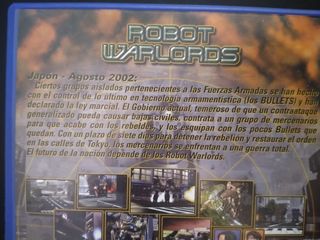 ROBOT
WARLORDS
Japón - Agosto 2002:
Ciertos grupos aislados pertenecientes a las Fuerzas Armadas se han hecho
con el control de lo último en tecnología armamentística (los BULLETS) y han
declarado la ley marcial. El Gobierno actual, temeroso de que un contraataque
generalizado pueda causar bajas civiles, contrata a un grupo de mercenarios
para que acabe con los rebeldes, y los esquipan con los pocos Bullets que
quedan. Con un plazo de siete días para detener la rebelión y restaurar el orden
en las calles de Tokyo, los mercenarios se enfrentan a una guerra total.
El futuro de la nación depende de los Robot Warlords.